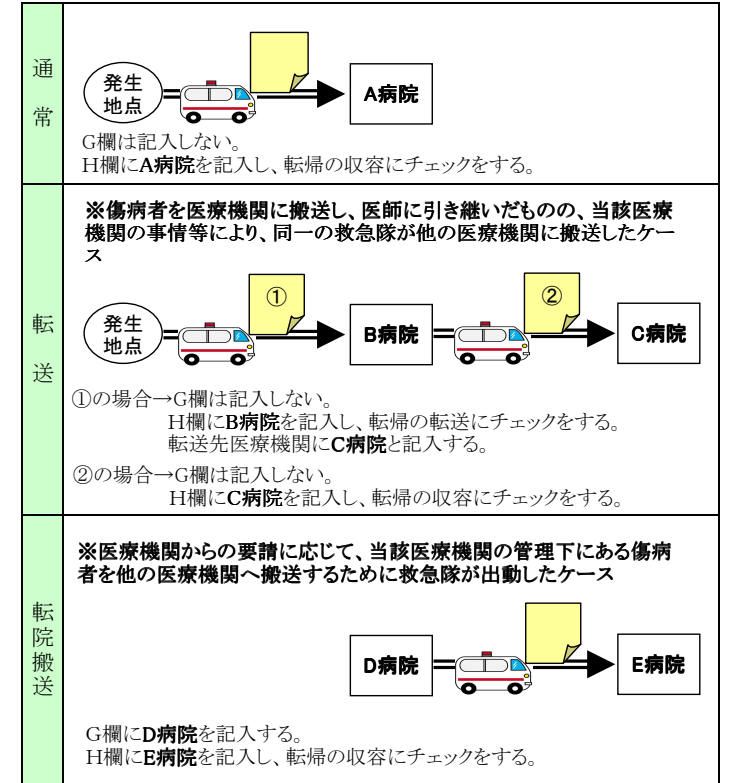 通常
発生
地点
A病院
G欄は記入しない。
H欄にA病院を記入し、転帰の収容にチェックをする。
転送
※傷病者を医療機関に搬送し、医師に引き継いだものの、当該医療
機関の事情等により、同一の救急隊が他の医療機関に搬送したケー
ス
①
②
発生
地点
B病院
C病院
①の場合→G欄は記入しない。
H欄にB病院を記入し、転帰の転送にチェックをする。
転送先医療機関にC病院と記入する。
②の場合→G欄は記入しない。
H欄にC病院を記入し、転帰の収容にチェックをする。
転院搬送
※医療機関からの要請に応じて、当該医療機関の管理下にある傷病
者を他の医療機関へ搬送するために救急隊が出動したケース
D病院
E病院
G欄にD病院を記入する。
H欄にE病院を記入し、転帰の収容にチェックをする。